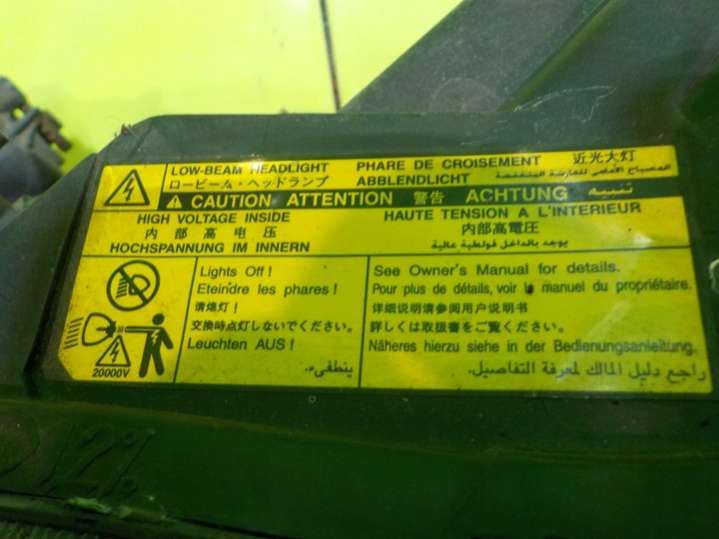 LOW-BEAM HEADLIGHT PHARE DE CROISEMENT 近光大灯
ロービーム・ヘッドランプ ABBLENDLICHT
CAUTION ATTENTION 警告 ACHTUNG تنبيه
HIGH VOLTAGE INSIDE HAUTE TENSION A L'INTERIEUR
内部高电压 内部高電圧
HOCHSPANNUNG IM INNERN يوجد بالداخل فولطية عالية
Lights Off !
Eteindre les phares !
请熄灯!
交換時点灯しないでください。
Leuchten AUS !
ينطفىء.
See Owner's Manual for details.
Pour plus de détails, voir le manuel du propriétaire.
详细说明请参阅用户说明书
詳しくは取扱書をご覧ください。
Näheres hierzu siehe in der Bedienungsanleitung.
راجع دليل المالك لمعرفة التفاصيل.
20000V